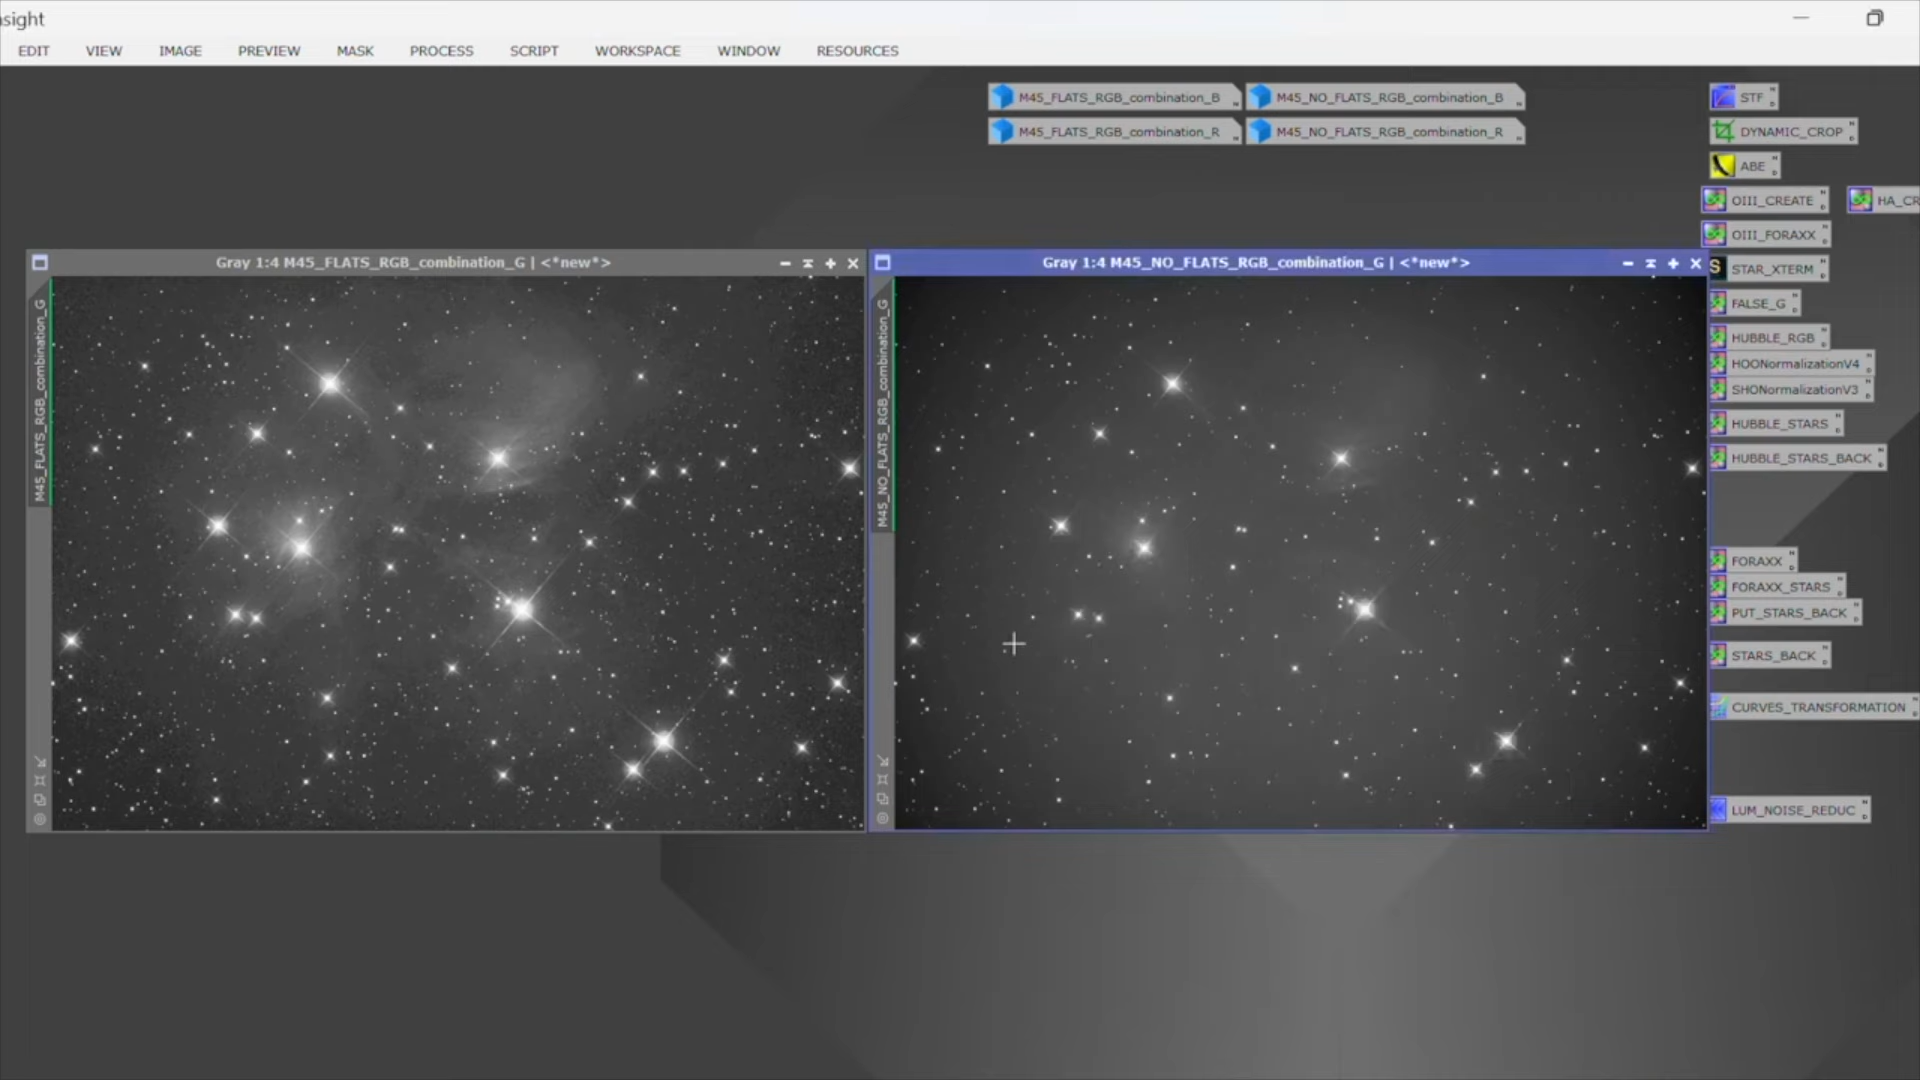 nsight
EDIT VIEW IMAGE PREVIEW MASK PROCESS SCRIPT WORKSPACE WINDOW RESOURCES
M45_FLATS_RGB_combination_B
M45_NO_FLATS_RGB_combination_B
STF
M45_FLATS_RGB_combination_R
M45_NO_FLATS_RGB_combination_R
DYNAMIC_CROP
ABE
OIII_CREATE
HA_CR
OIII_FORAXX
Gray 1:4 M45_FLATS_RGB_combination_G | <*new*>
Gray 1:4 M45_NO_FLATS_RGB_combination_G | <*new*>
M45_FLATS_RGB_combination_G
M45_NO_FLATS_RGB_combination_G
STAR_XTERM
FALSE_G
HUBBLE_RGB
HOONormalizationV4
SHONormalizationV3
HUBBLE_STARS
HUBBLE_STARS_BACK
FORAXX
FORAXX_STARS
PUT_STARS_BACK
STARS_BACK
CURVES_TRANSFORMATION
LUM_NOISE_REDUC